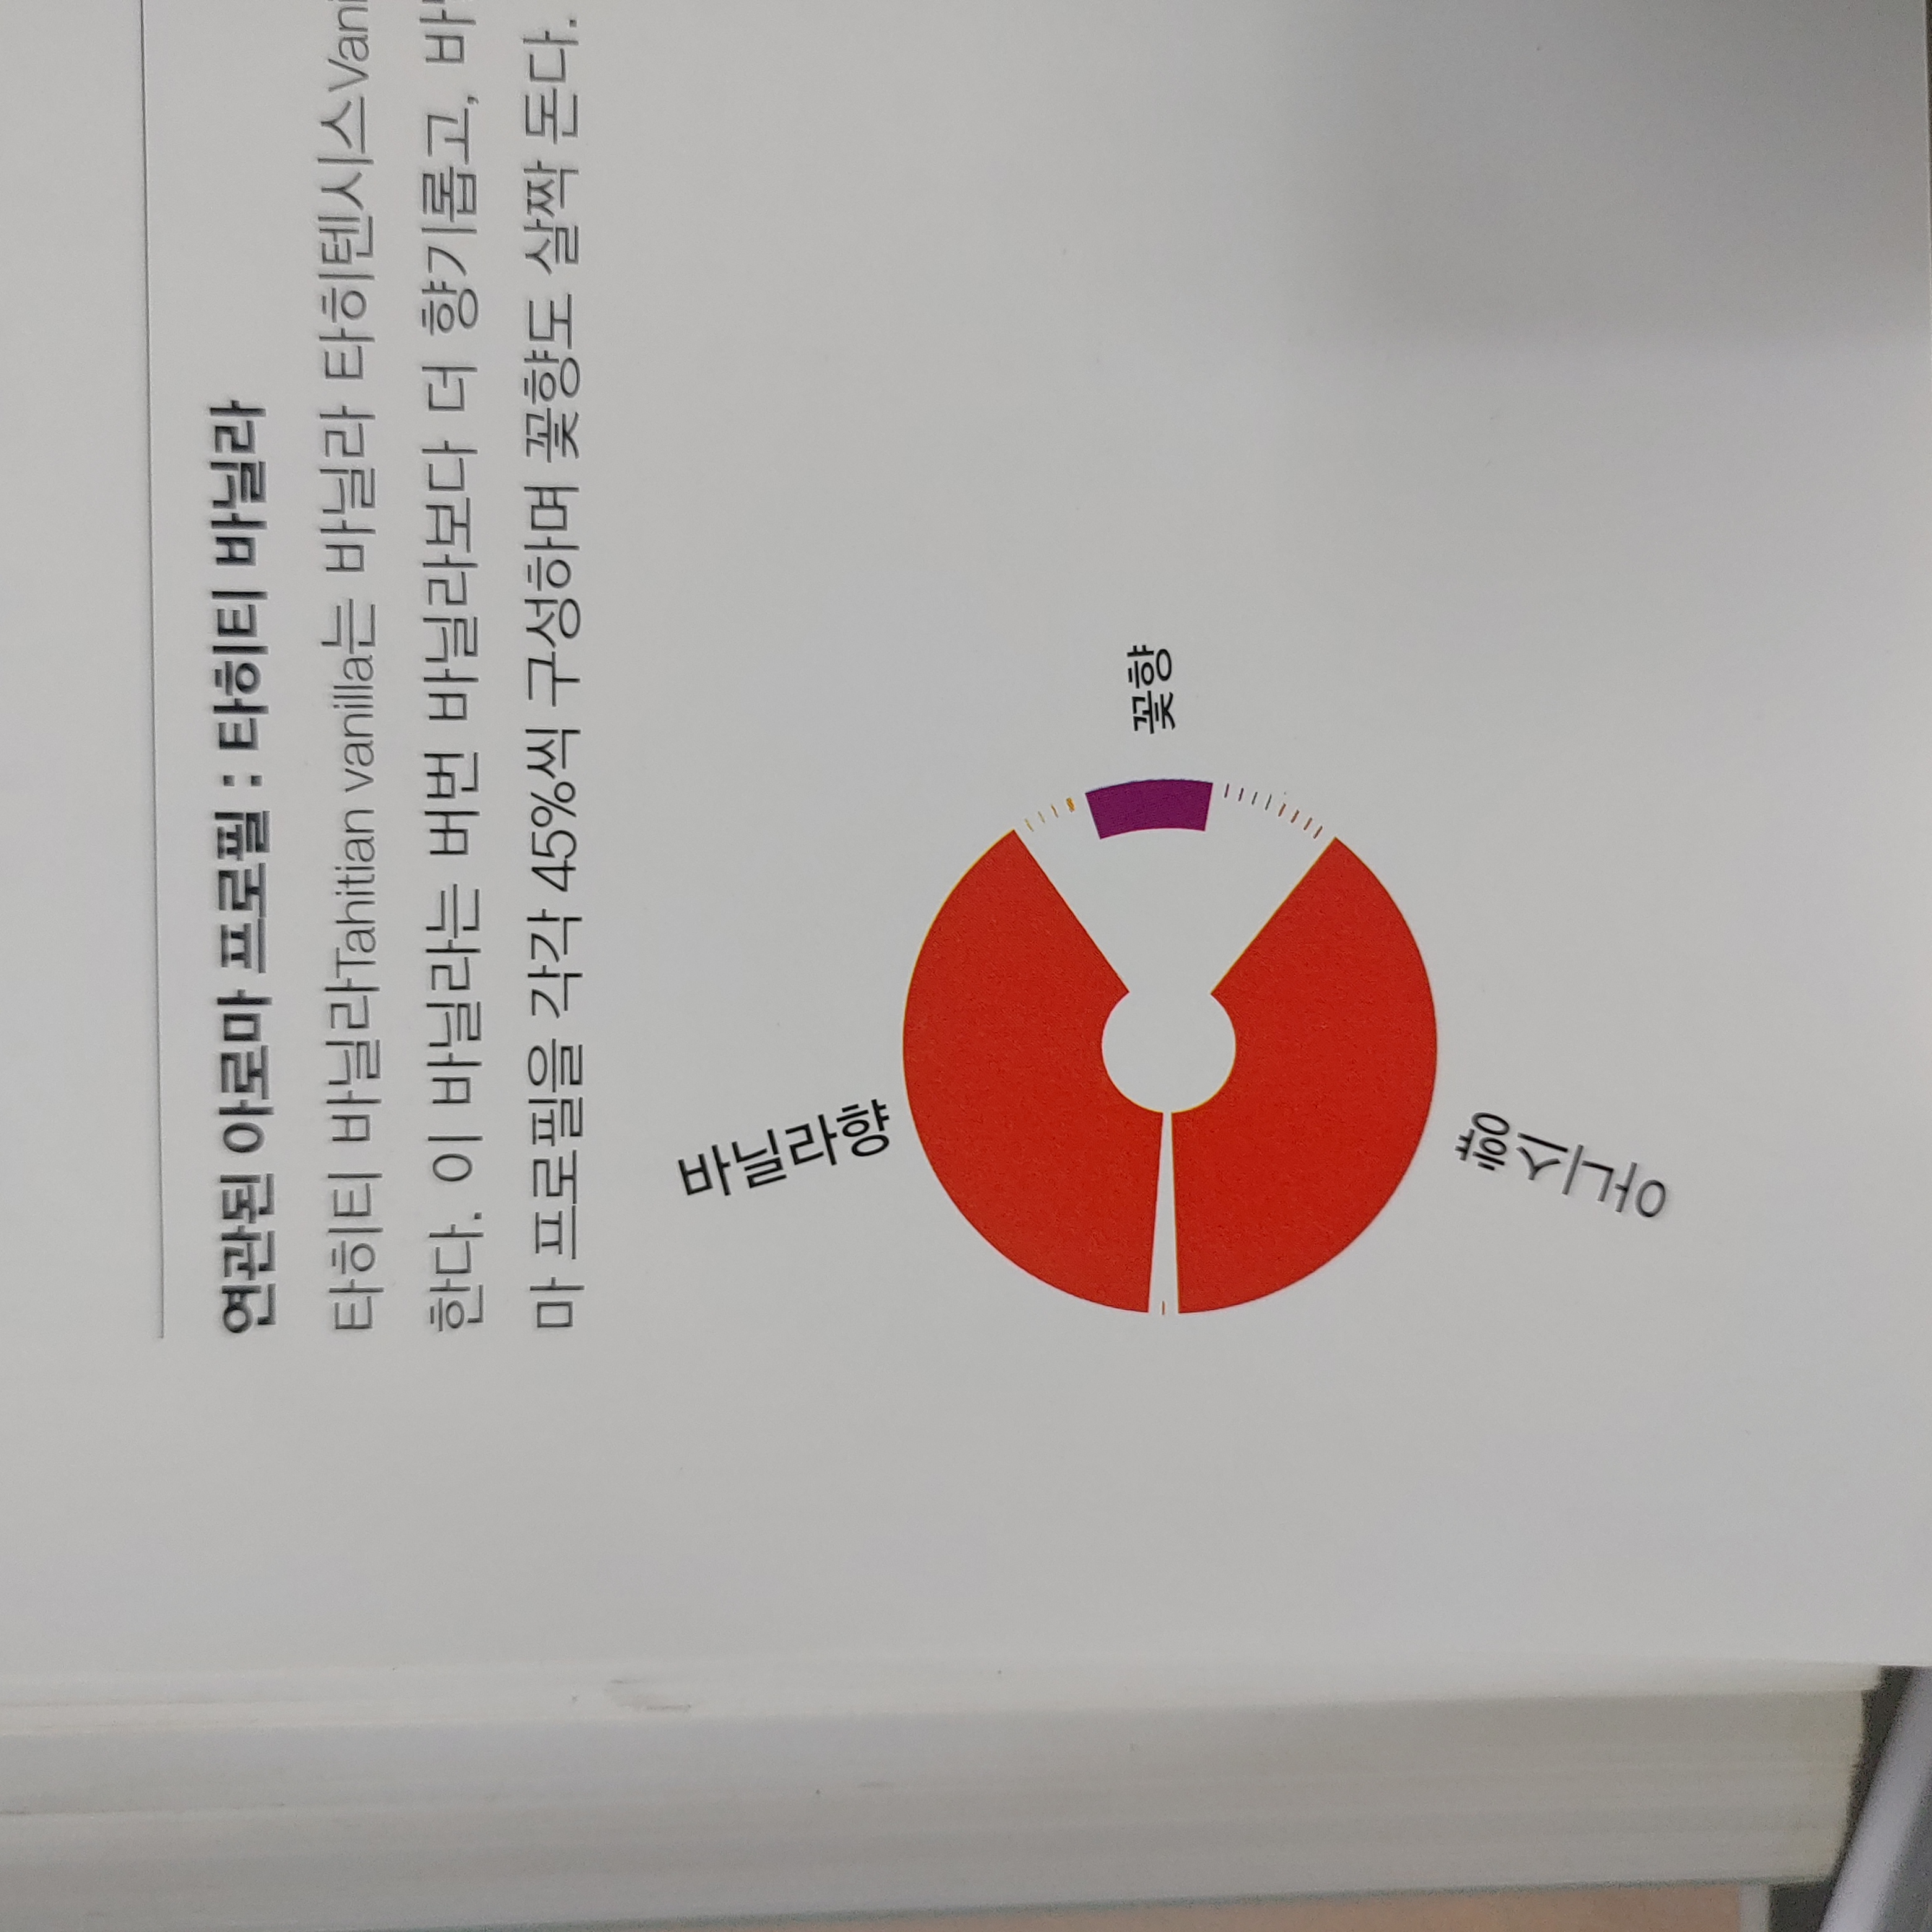 연관된 아로마 프로필 : 타히티 바닐라
타히티 바닐라Tahitian vanilla는 바닐라 타히텐시스
한다. 이 바닐라는 버번 바닐라보다 더 향기롭고,
마 프로필을 각각 45%씩 구성하며 꽃향도 살짝 돈다.
바닐라향
꽃향
아니스향